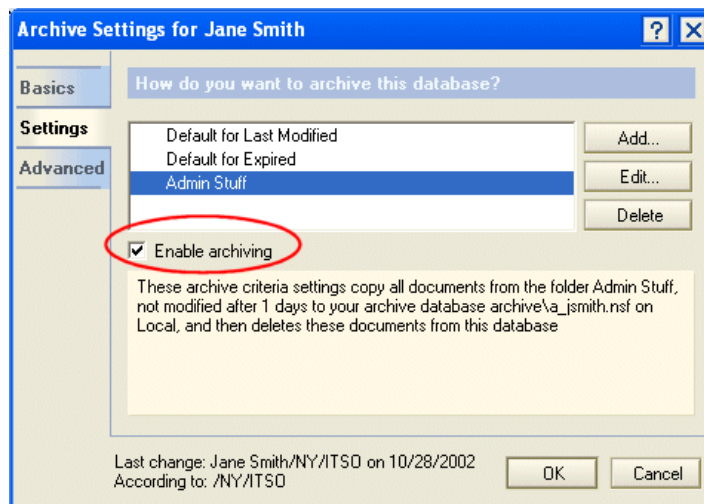 Archive Settings for Jane Smith
Basics
How do you want to archive this database?
Settings
Default for Last Modified
Add...
Default for Expired
Advanced
Admin Stuff
Edit...
Delete
Enable archiving
These archive criteria settings copy all documents from the folder Admin Stuff,
not modified after 1 days to your archive database archive\a_jsmith.nsf on
Local, and then deletes these documents from this database
Last change: Jane Smith/NY/ITSO on 10/28/2002
According to: /NY/ITSO
OK
Cancel